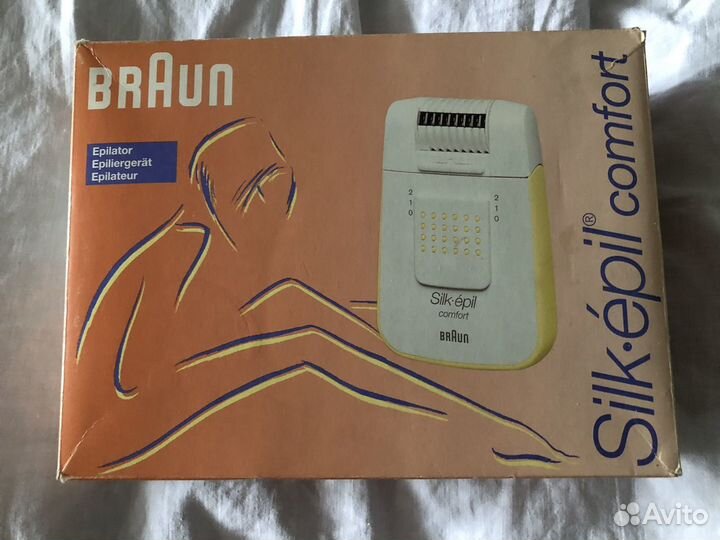 BRAUN
Epilator
Epiliergerät
Epilateur
2 2
1 1
0 0
Silk·épil
comfort
BRAUN
Silk·épil® comfort
Avito